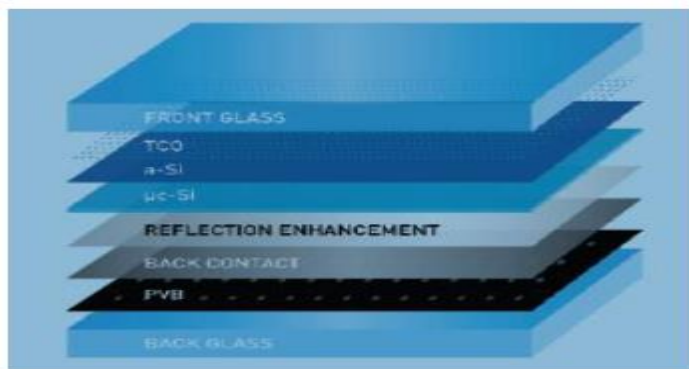 FRONT GLASS
TCO
a-Si
µc-Si
REFLECTION ENHANCEMENT
BACK CONTACT
PVB
BACK GLASS